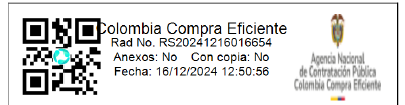 Colombia Compra Eficiente
Rad No. RS20241216016654
Anexos: No Con copia: No
Fecha: 16/12/2024 12:50:56
Agencia Nacional
de Contratación Pública
Colombia Compra Eficiente